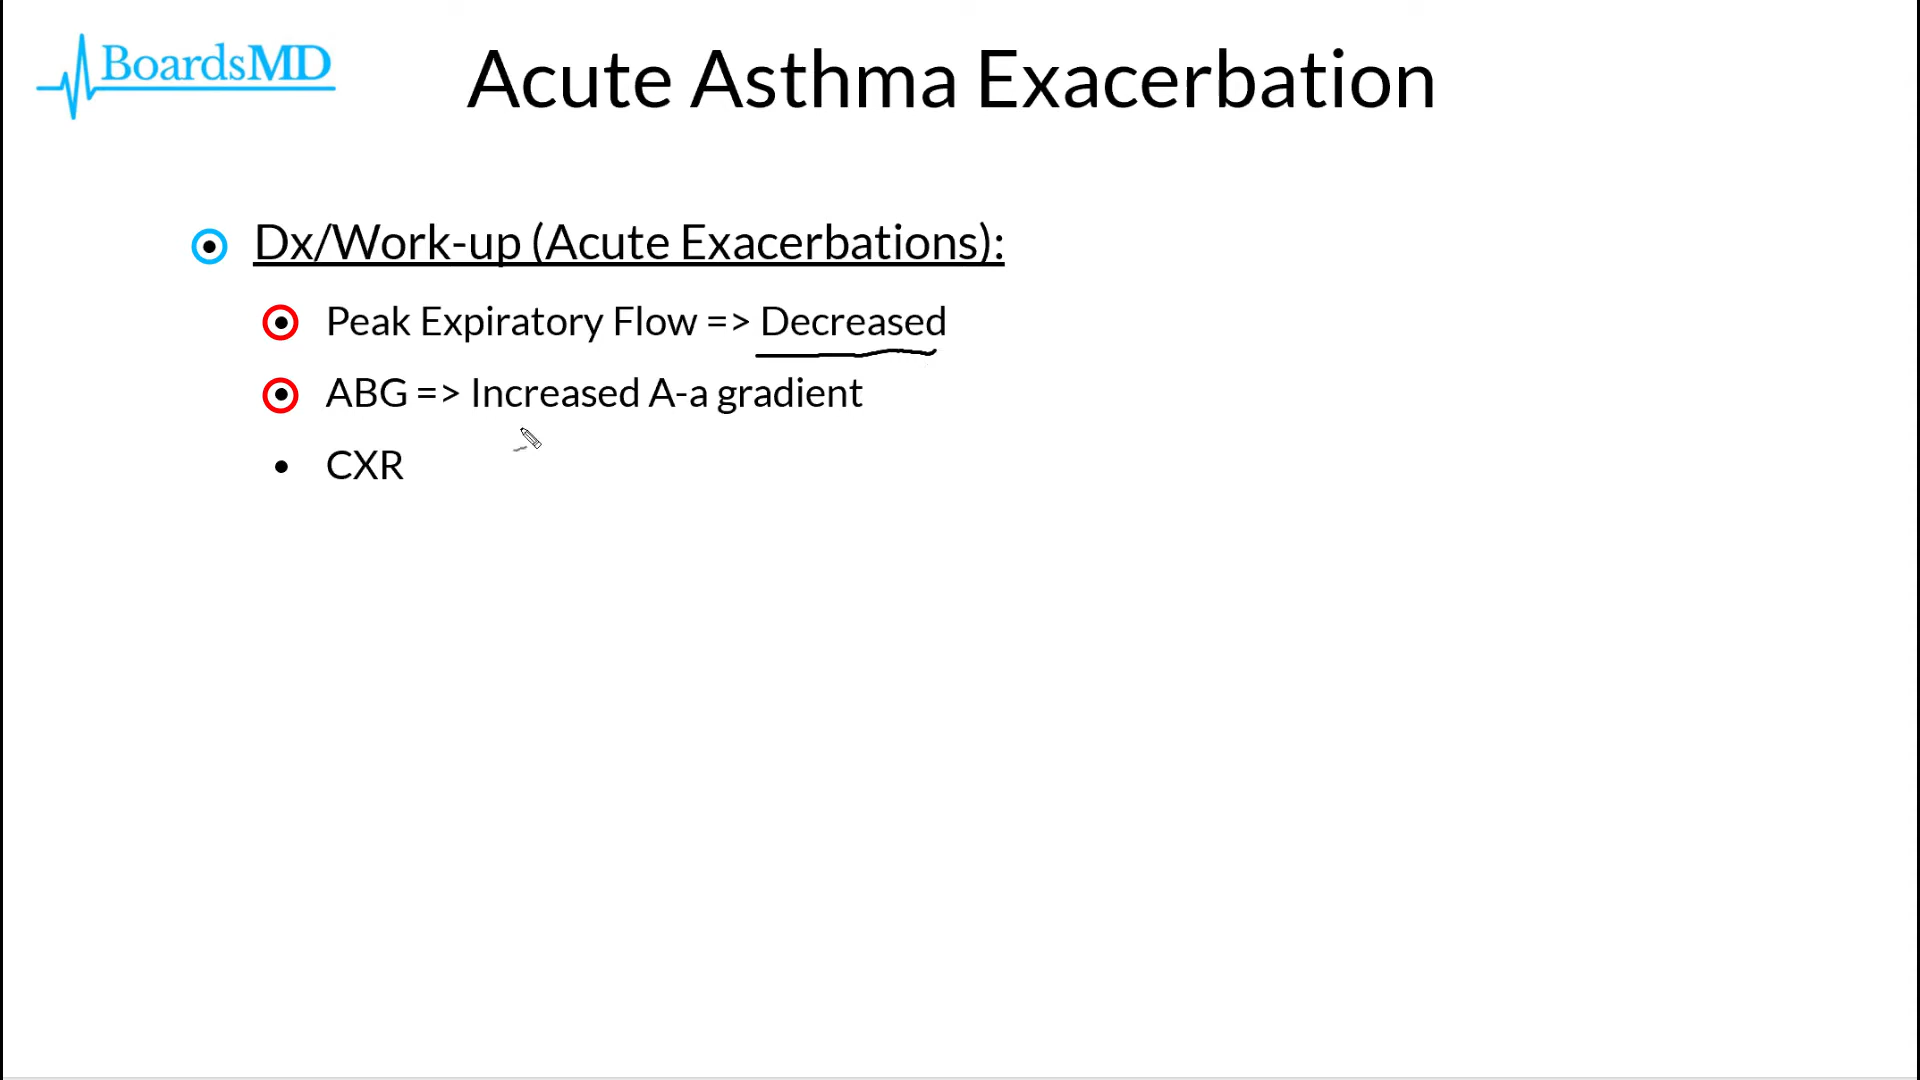 BoardsMD
Acute Asthma Exacerbation
Dx/Work-up (Acute Exacerbations):
Peak Expiratory Flow => Decreased
ABG => Increased A-a gradient
CXR